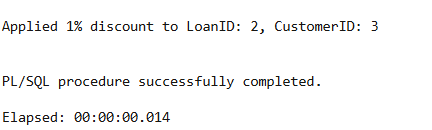 Applied 1% discount to LoanID: 2, CustomerID: 3
PL/SQL procedure successfully completed.
Elapsed: 00:00:00.014